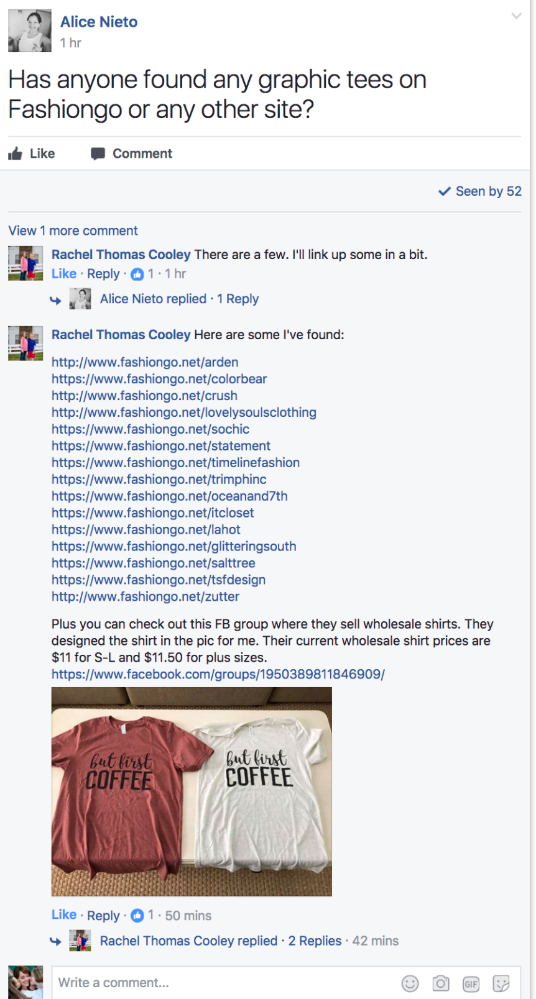 Alice Nieto
1 hr
Has anyone found any graphic tees on
Fashiongo or any other site?
Like Comment
Seen by 52
View 1 more comment
Rachel Thomas Cooley There are a few. I'll link up some in a bit.
Like · Reply · 1 · 1 hr
Alice Nieto replied · 1 Reply
Rachel Thomas Cooley Here are some I've found:
http://www.fashiongo.net/arden
https://www.fashiongo.net/colorbear
http://www.fashiongo.net/crush
http://www.fashiongo.net/lovelysoulsclothing
https://www.fashiongo.net/sochic
https://www.fashiongo.net/statement
https://www.fashiongo.net/timelinefashion
https://www.fashiongo.net/trimphinc
https://www.fashiongo.net/oceanand7th
https://www.fashiongo.net/itcloset
https://www.fashiongo.net/lahot
https://www.fashiongo.net/glitteringsouth
https://www.fashiongo.net/salttree
https://www.fashiongo.net/tsfdesign
http://www.fashiongo.net/zutter
Plus you can check out this FB group where they sell wholesale shirts. They
designed the shirt in the pic for me. Their current wholesale shirt prices are
$11 for S-L and $11.50 for plus sizes.
https://www.facebook.com/groups/1950389811846909/
but first
COFFEE
but first
COFFEE
Like · Reply · 1 · 50 mins
Rachel Thomas Cooley replied · 2 Replies · 42 mins
Write a comment...
GIF